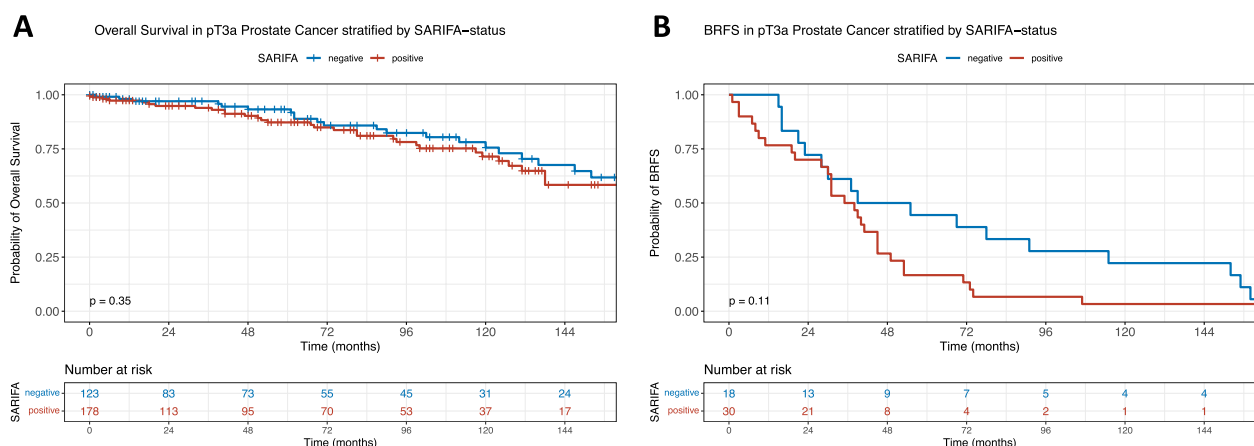 A
Overall Survival in pT3a Prostate Cancer stratified by SARIFA−status
SARIFA negative positive
Probability of Overall Survival
1.00
0.75
0.50
0.25
0.00
p = 0.35
0 24 48 72 96 120 144
Time (months)
Number at risk
SARIFA
negative 123 83 73 55 45 31 24
positive 178 113 95 70 53 37 17
0 24 48 72 96 120 144
Time (months)
B
BRFS in pT3a Prostate Cancer stratified by SARIFA−status
SARIFA negative positive
Probability of BRFS
1.00
0.75
0.50
0.25
0.00
p = 0.11
0 24 48 72 96 120 144
Time (months)
Number at risk
SARIFA
negative 18 13 9 7 5 4 4
positive 30 21 8 4 2 1 1
0 24 48 72 96 120 144
Time (months)